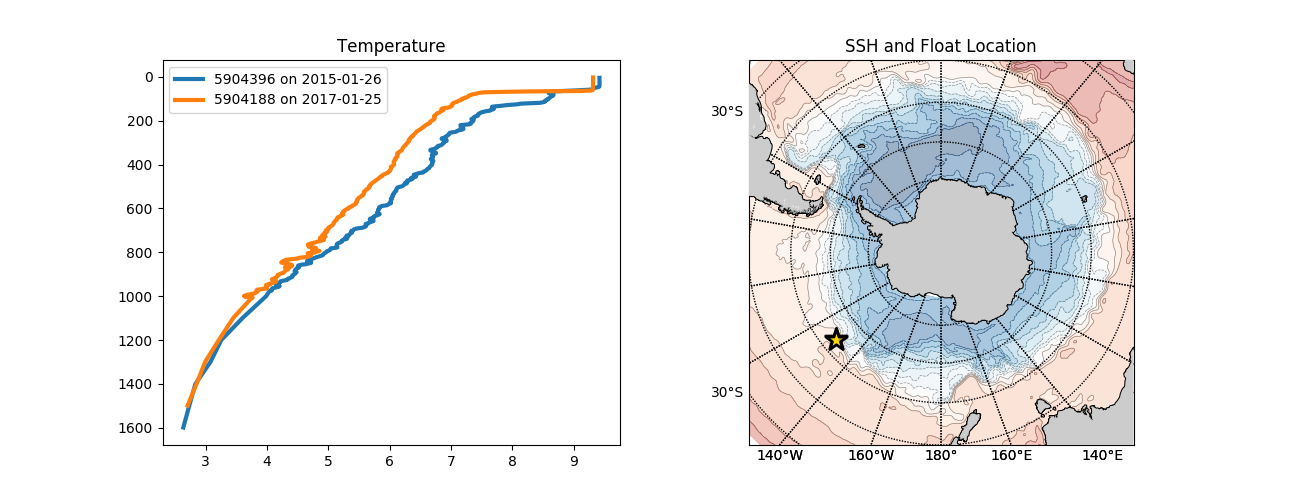 Temperature
5904396 on 2015-01-26
5904188 on 2017-01-25
0
200
400
600
800
1000
1200
1400
1600
3 4 5 6 7 8 9
SSH and Float Location
30°S
30°S
140°W 160°W 180° 160°E 140°E